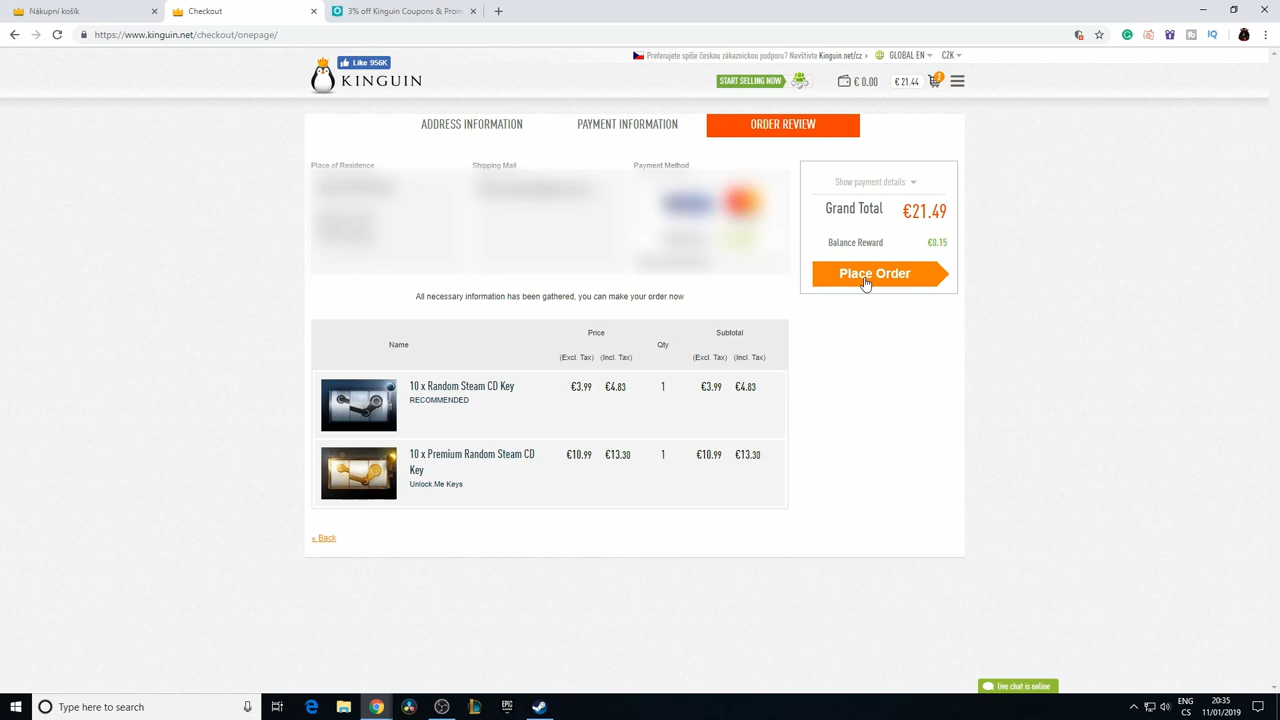 Nákupní košík
Checkout
3% off Kinguin Coupons & Prom
https://www.kinguin.net/checkout/onepage/
Like 956K
KINGUIN
Preferujete spíše českou zákaznickou podporu? Navštivte Kinguin.net/cz
GLOBAL EN
CZK
START SELLING NOW
€ 0.00
€ 21.44
2
ADDRESS INFORMATION
PAYMENT INFORMATION
ORDER REVIEW
Place of Residence
Shipping Mail
Payment Method
Show payment details
Grand Total €21.49
Balance Reward €0.15
Place Order
All necessary information has been gathered, you can make your order now
Name
Price
(Excl. Tax) (Incl. Tax)
Qty
Subtotal
(Excl. Tax) (Incl. Tax)
10 x Random Steam CD Key €3.99 €4.83 1 €3.99 €4.83
RECOMMENDED
10 x Premium Random Steam CD €10.99 €13.30 1 €10.99 €13.30
Key
Unlock.Me Keys
« Back
live chat is online
Type here to search
EPIC
ENG
CS
20:35
11/01/2019